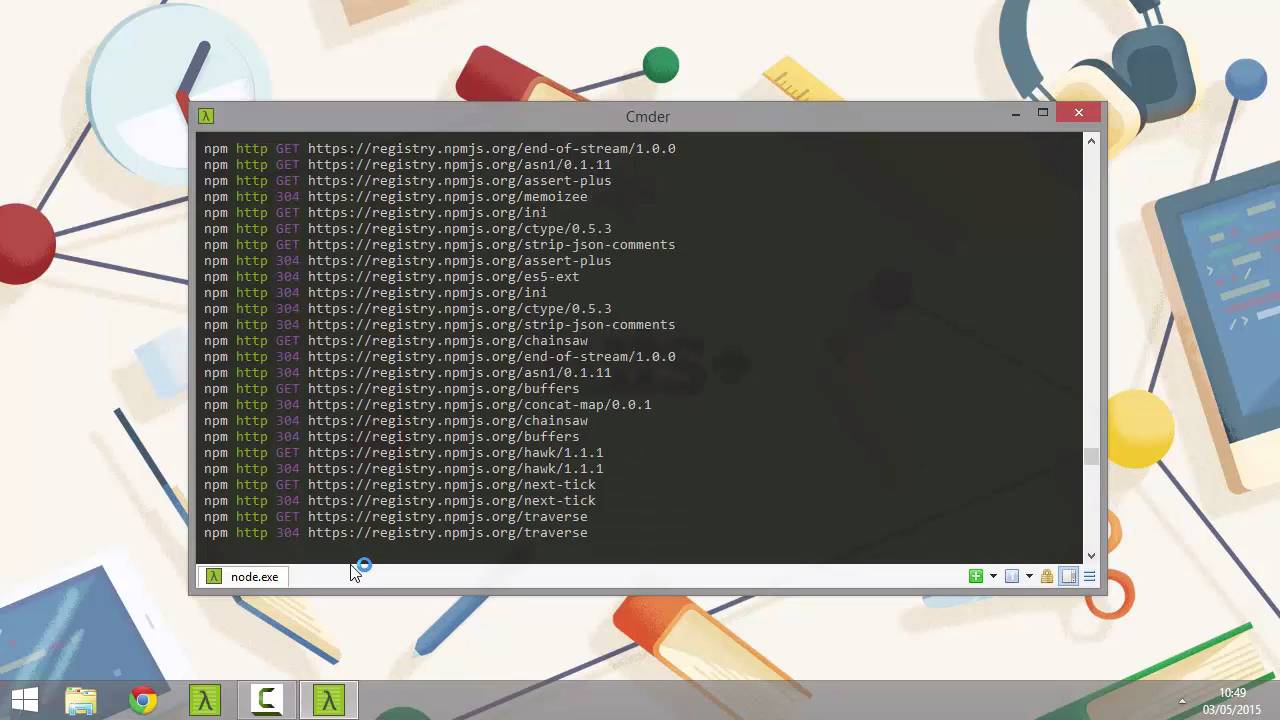 Cmder
npm http GET https://registry.npmjs.org/end-of-stream/1.0.0
npm http GET https://registry.npmjs.org/asn1/0.1.11
npm http GET https://registry.npmjs.org/assert-plus
npm http 304 https://registry.npmjs.org/memoizee
npm http GET https://registry.npmjs.org/ini
npm http GET https://registry.npmjs.org/ctype/0.5.3
npm http GET https://registry.npmjs.org/strip-json-comments
npm http 304 https://registry.npmjs.org/assert-plus
npm http 304 https://registry.npmjs.org/es5-ext
npm http 304 https://registry.npmjs.org/ini
npm http 304 https://registry.npmjs.org/ctype/0.5.3
npm http 304 https://registry.npmjs.org/strip-json-comments
npm http GET https://registry.npmjs.org/chainsaw
npm http 304 https://registry.npmjs.org/end-of-stream/1.0.0
npm http 304 https://registry.npmjs.org/asn1/0.1.11
npm http GET https://registry.npmjs.org/buffers
npm http 304 https://registry.npmjs.org/concat-map/0.0.1
npm http 304 https://registry.npmjs.org/chainsaw
npm http 304 https://registry.npmjs.org/buffers
npm http GET https://registry.npmjs.org/hawk/1.1.1
npm http 304 https://registry.npmjs.org/hawk/1.1.1
npm http GET https://registry.npmjs.org/next-tick
npm http 304 https://registry.npmjs.org/next-tick
npm http GET https://registry.npmjs.org/traverse
npm http 304 https://registry.npmjs.org/traverse
node.exe
10:49
03/05/2015